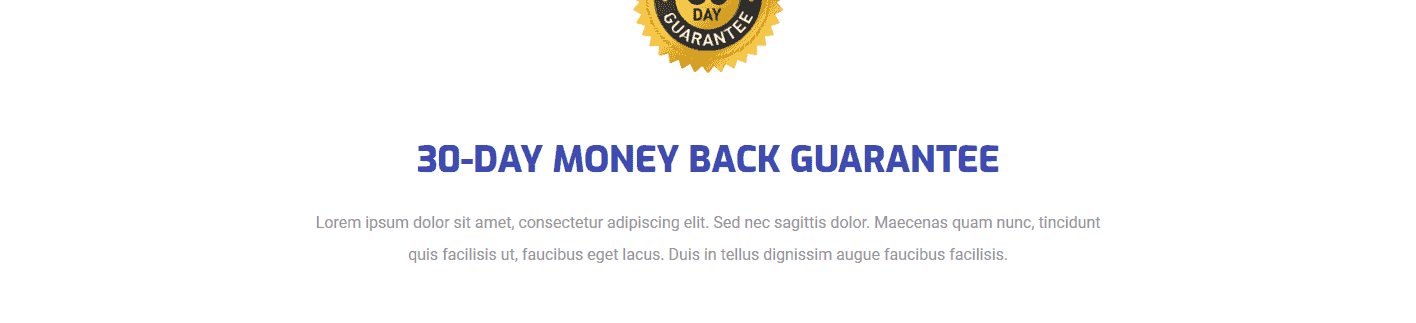 DAY
GUARANTEE
30-DAY MONEY BACK GUARANTEE
Lorem ipsum dolor sit amet, consectetur adipiscing elit. Sed nec sagittis dolor. Maecenas quam nunc, tincidunt
quis facilisis ut, faucibus eget lacus. Duis in tellus dignissim augue faucibus facilisis.